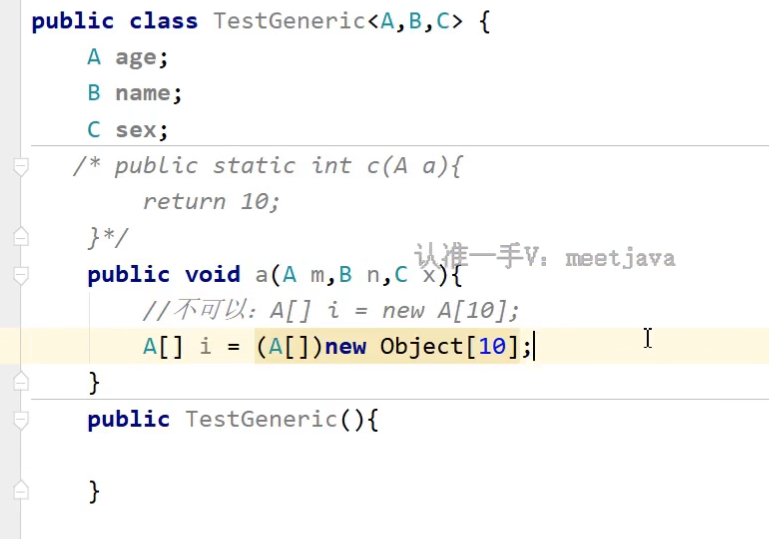 public class TestGeneric<A,B,C> {
A age;
B name;
C sex;
/* public static int c(A a){
return 10;
}*/
认准一手V：meetjava
public void a(A m,B n,C x){
//不可以：A[] i = new A[10];
A[] i = (A[])new Object[10];
}
public TestGeneric(){
}